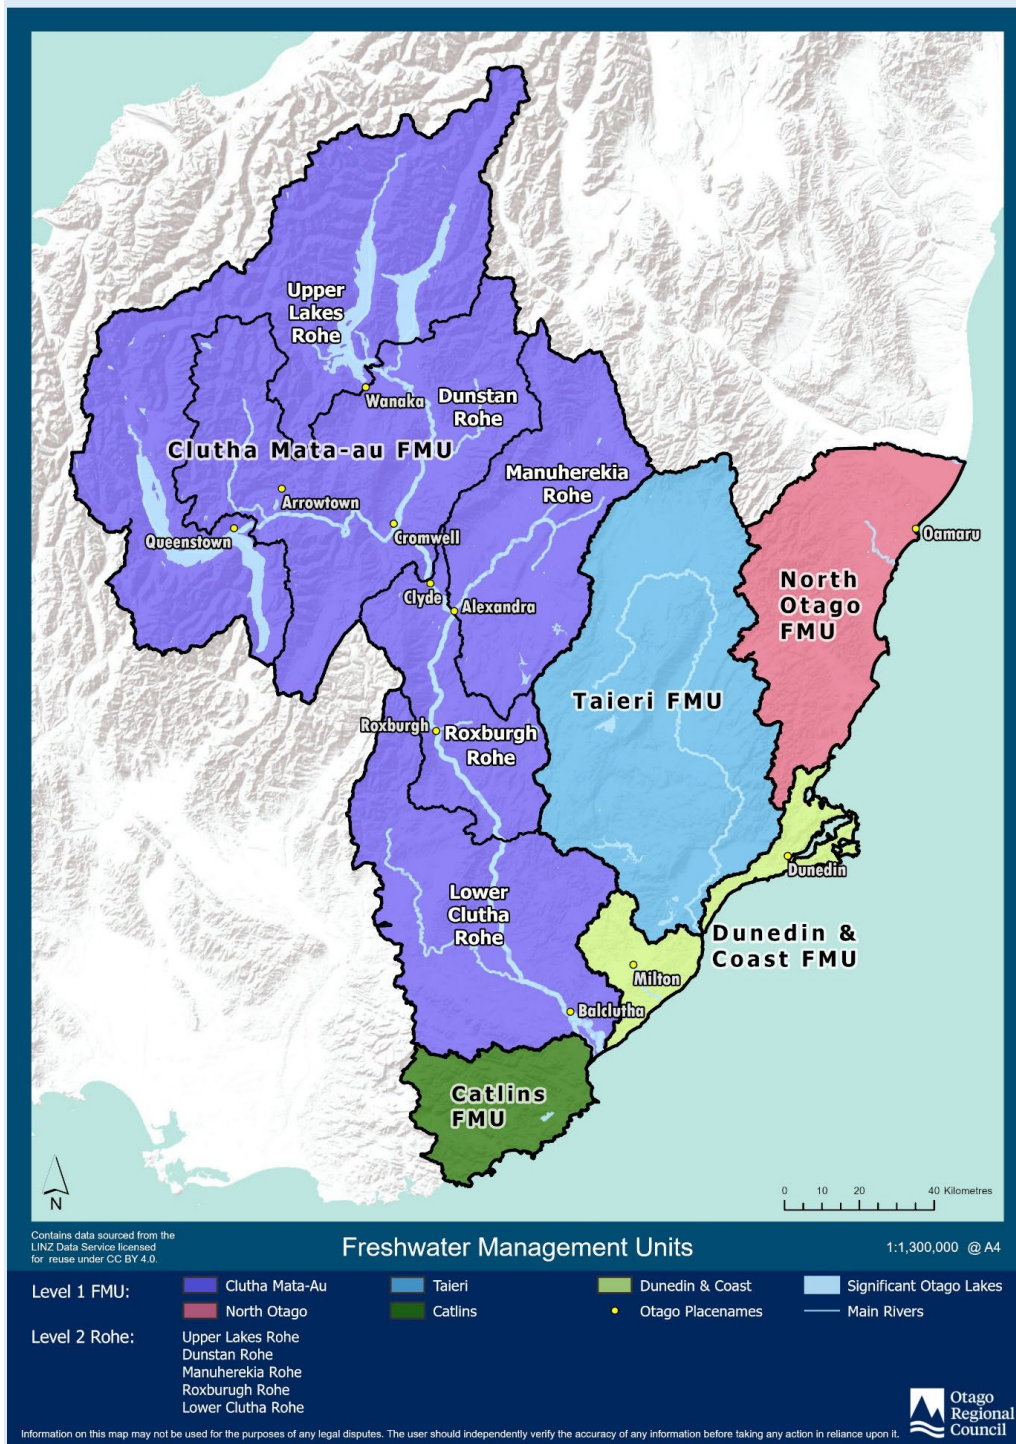 Upper
Lakes
Rohe
Wanaka
Dunstan
Rohe
Clutha Mata-au FMU
Manuherekia
Rohe
Arrowtown
Queenstown
Cromwell
Oamaru
Clyde
Alexandra
North
Otago
FMU
Taieri FMU
Roxburgh
Roxburgh
Rohe
Dunedin
Lower
Clutha
Rohe
Dunedin &
Coast FMU
Milton
Balclutha
Catlins
FMU
N
0 10 20 40 Kilometres
Contains data sourced from the
LINZ Data Service licensed
for reuse under CC BY 4.0.
Freshwater Management Units
1:1,300,000 @ A4
Level 1 FMU:
Clutha Mata-Au
Taieri
Dunedin & Coast
Significant Otago Lakes
North Otago
Catlins
Otago Placenames
Main Rivers
Level 2 Rohe:
Upper Lakes Rohe
Dunstan Rohe
Manuherekia Rohe
Roxburugh Rohe
Lower Clutha Rohe
Otago
Regional
Council
Information on this map may not be used for the purposes of any legal disputes. The user should independently verify the accuracy of any information before taking any action in reliance upon it.